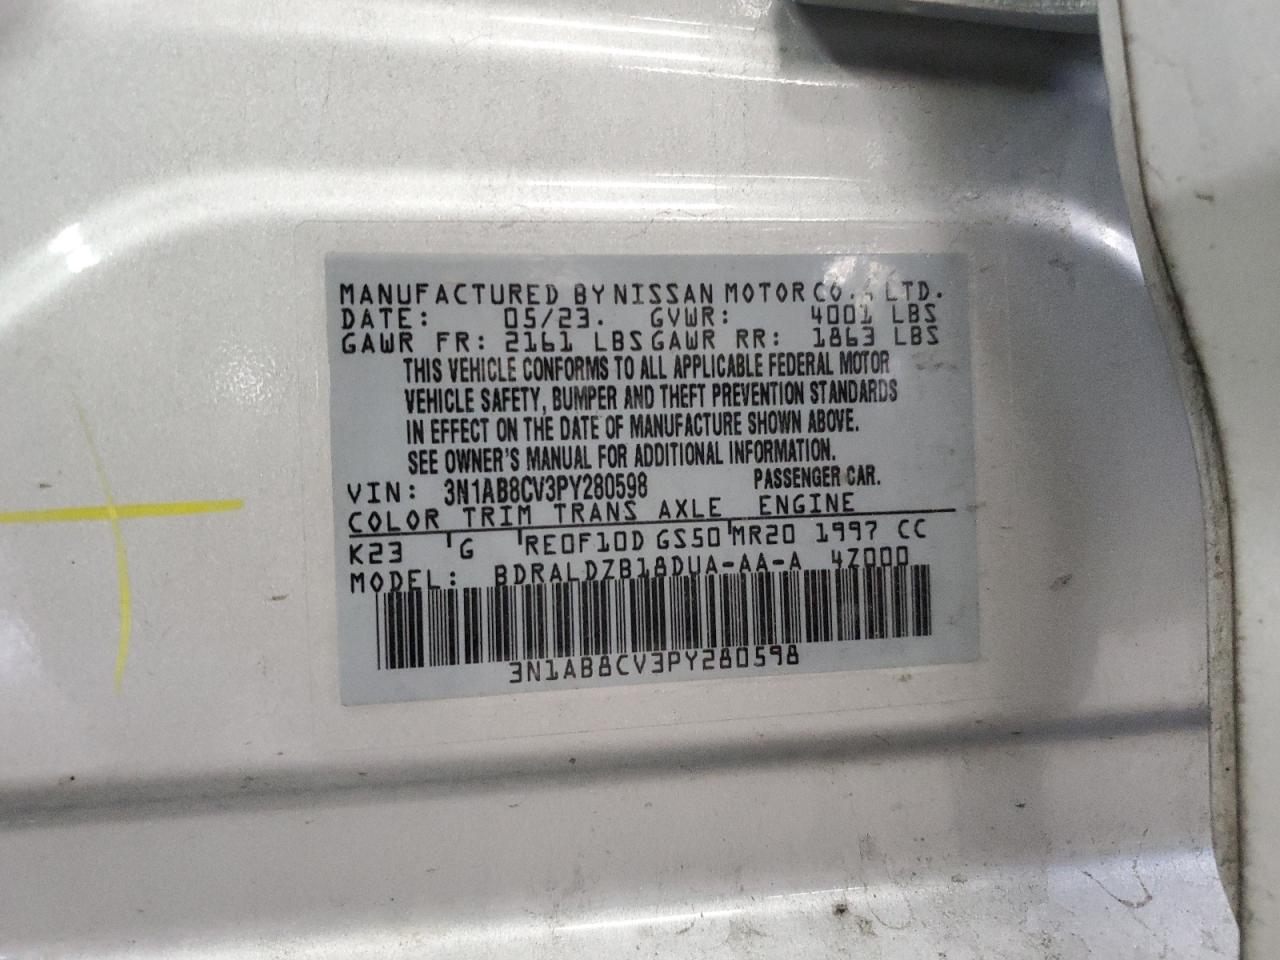 MANUFACTURED BY NISSAN MOTOR CO., LTD.
DATE: 05/23. GVWR: 4001 LBS
GAWR FR: 2161 LBS GAWR RR: 1863 LBS
THIS VEHICLE CONFORMS TO ALL APPLICABLE FEDERAL MOTOR
VEHICLE SAFETY, BUMPER AND THEFT PREVENTION STANDARDS
IN EFFECT ON THE DATE OF MANUFACTURE SHOWN ABOVE.
SEE OWNER'S MANUAL FOR ADDITIONAL INFORMATION.
VIN: 3N1AB8CV3PY280598 PASSENGER CAR.
COLOR TRIM TRANS AXLE ENGINE
K23 G RE0F10D GS50 MR20 1997 CC
MODEL: BDRALDZB18DUA-AA-A 4Z000
3N1AB8CV3PY280598